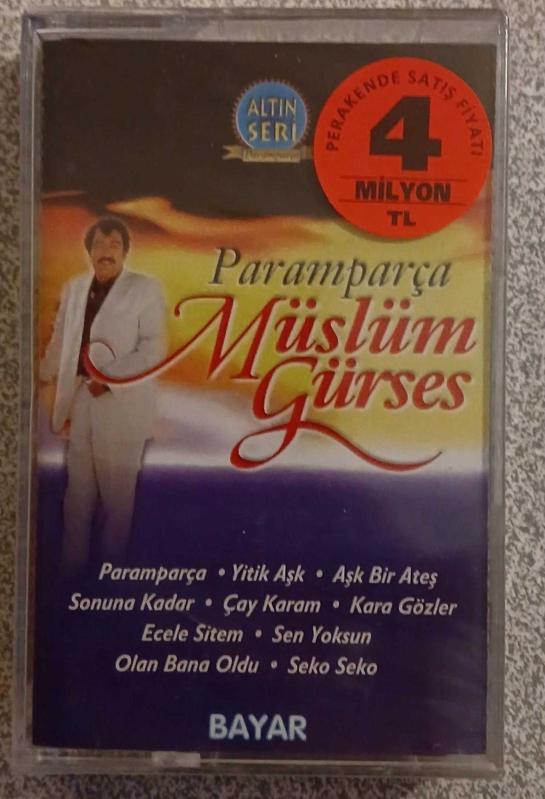 ALTIN
SERİ
PERAKENDE SATIŞ FİYATI
4
MİLYON
TL
Paramparça
Müslüm
Gürses
Paramparça • Yitik Aşk • Aşk Bir Ateş
Sonuna Kadar • Çay Karam • Kara Gözler
Ecele Sitem • Sen Yoksun
Olan Bana Oldu • Seko Seko
BAYAR